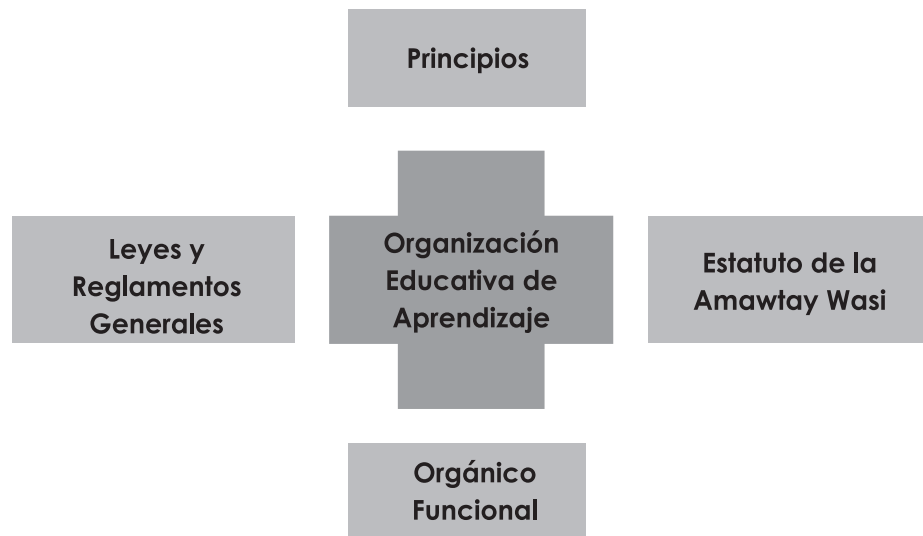 Principios
Leyes y
Reglamentos
Generales
Organización
Educativa de
Aprendizaje
Estatuto de la
Amawtay Wasi
Orgánico
Funcional